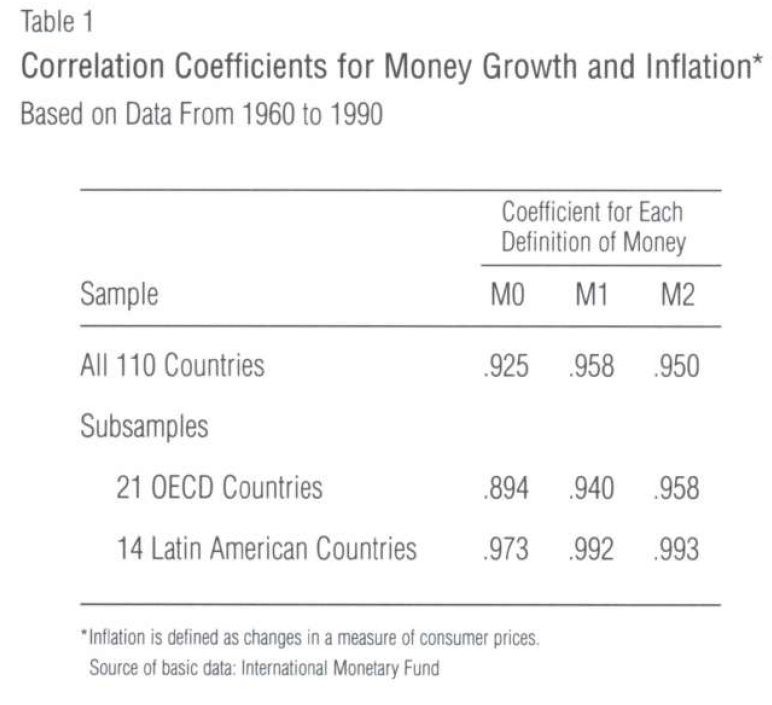 Table 1
Correlation Coefficients for Money Growth and Inflation*
Based on Data From 1960 to 1990
Coefficient for Each
Definition of Money
Sample M0 M1 M2
All 110 Countries .925 .958 .950
Subsamples
21 OECD Countries .894 .940 .958
14 Latin American Countries .973 .992 .993
*Inflation is defined as changes in a measure of consumer prices.
Source of basic data: International Monetary Fund